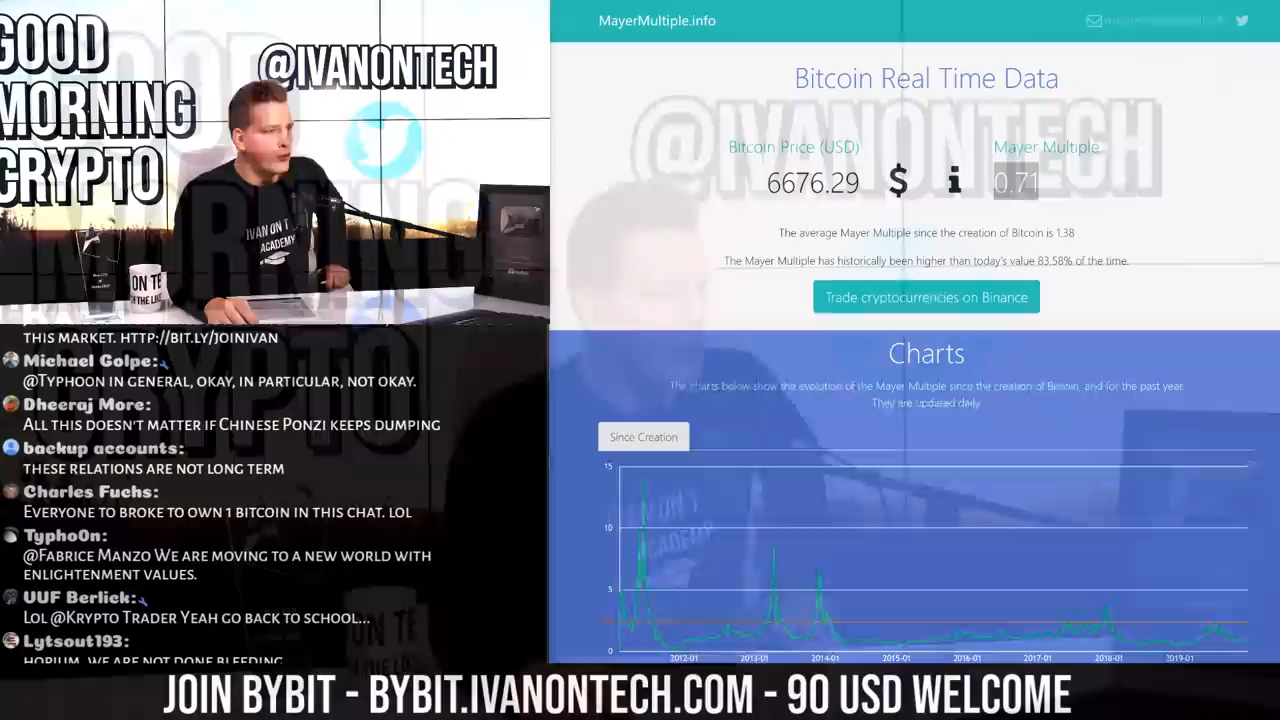 GOOD
MORNING
CRYPTO
@IVANONTECH
IVAN ON T
ACADEMY
ON TE
THIS MARKET. HTTP://BIT.LY/JOINIVAN
Michael Golpe:
@Typhoon in general, okay, in particular, not okay.
Dheeraj More:
All this doesn't matter if Chinese Ponzi keeps dumping
backup accounts:
these relations are not long term
Charles Fuchs:
Everyone to broke to own 1 bitcoin in this chat. lol
Typho0n:
@Fabrice Manzo We are moving to a new world with
enlightenment values.
UUF Berlick:
Lol @Krypto Trader Yeah go back to school...
Lytsout193:
Hopium. We are not done bleeding
MayerMultiple.info
Bitcoin Real Time Data
@IVANONTECH
Bitcoin Price (USD)
Mayer Multiple
6676.29 $ i 0.71
The average Mayer Multiple since the creation of Bitcoin is 1.38
The Mayer Multiple has historically been higher than today's value 83.58% of the time.
Trade cryptocurrencies on Binance
Charts
The charts below show the evolution of the Mayer Multiple since the creation of Bitcoin, and for the past year.
They are updated daily
Since Creation
15
10
5
0
2012-01 2013-01 2014-01 2015-01 2016-01 2017-01 2018-01 2019-01
JOIN BYBIT - BYBIT.IVANONTECH.COM - 90 USD WELCOME